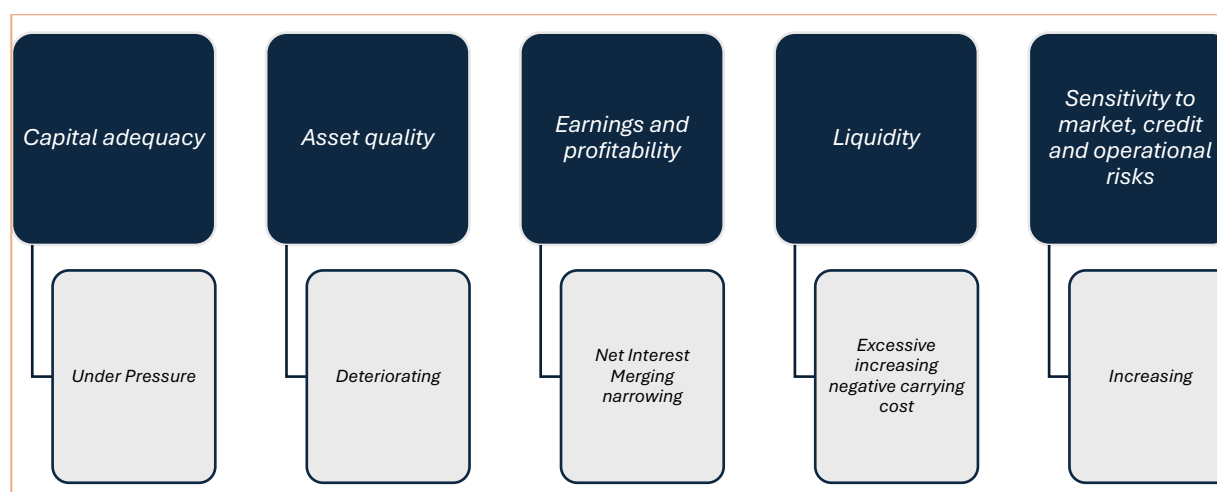 Capital adequacy
Asset quality
Earnings and
profitability
Liquidity
Sensitivity to
market, credit
and operational
risks
Under Pressure
Deteriorating
Net Interest
Merging
narrowing
Excessive
increasing
negative carrying
cost
Increasing